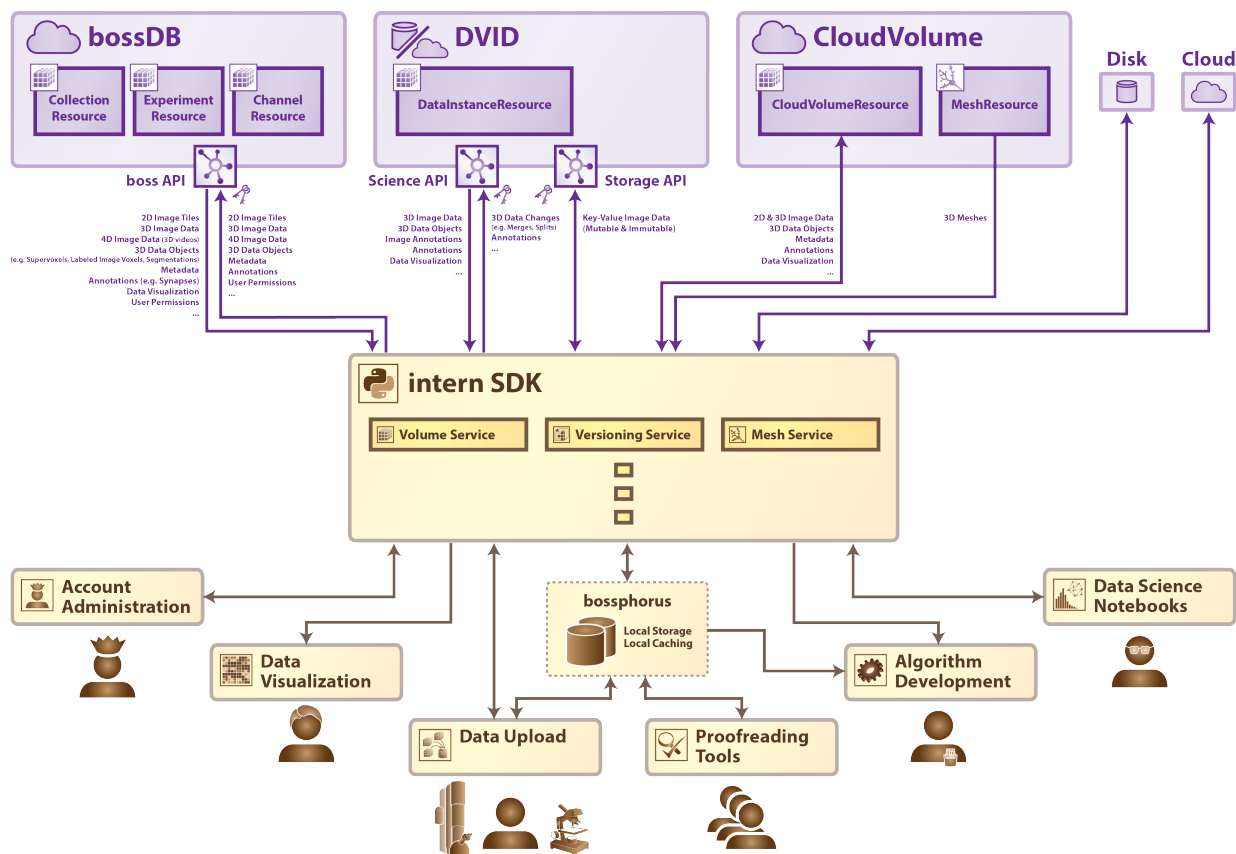 bossDB
DVID
CloudVolume
Disk
Cloud
Collection
Resource
Experiment
Resource
Channel
Resource
DataInstanceResource
CloudVolumeResource
MeshResource
boss API
Science API
Storage API
2D Image Tiles
3D Image Data
4D Image Data (3D videos)
3D Data Objects
(e.g. Supervoxels, Labeled Image Voxels, Segmentations)
Metadata
Annotations (e.g. Synapses)
Data Visualization
User Permissions
...
2D Image Tiles
3D Image Data
4D Image Data
3D Data Objects
Metadata
Annotations
User Permissions
...
3D Image Data
3D Data Objects
Image Annotations
Annotations
Data Visualization
...
3D Data Changes
(e.g. Merges, Splits)
Annotations
...
Key-Value Image Data
(Mutable & Immutable)
2D & 3D Image Data
3D Data Objects
Metadata
Annotations
Data Visualization
...
3D Meshes
intern SDK
Volume Service
Versioning Service
Mesh Service
Account
Administration
Data
Visualization
Data Upload
bossphorus
Local Storage
Local Caching
Proofreading
Tools
Algorithm
Development
Data Science
Notebooks